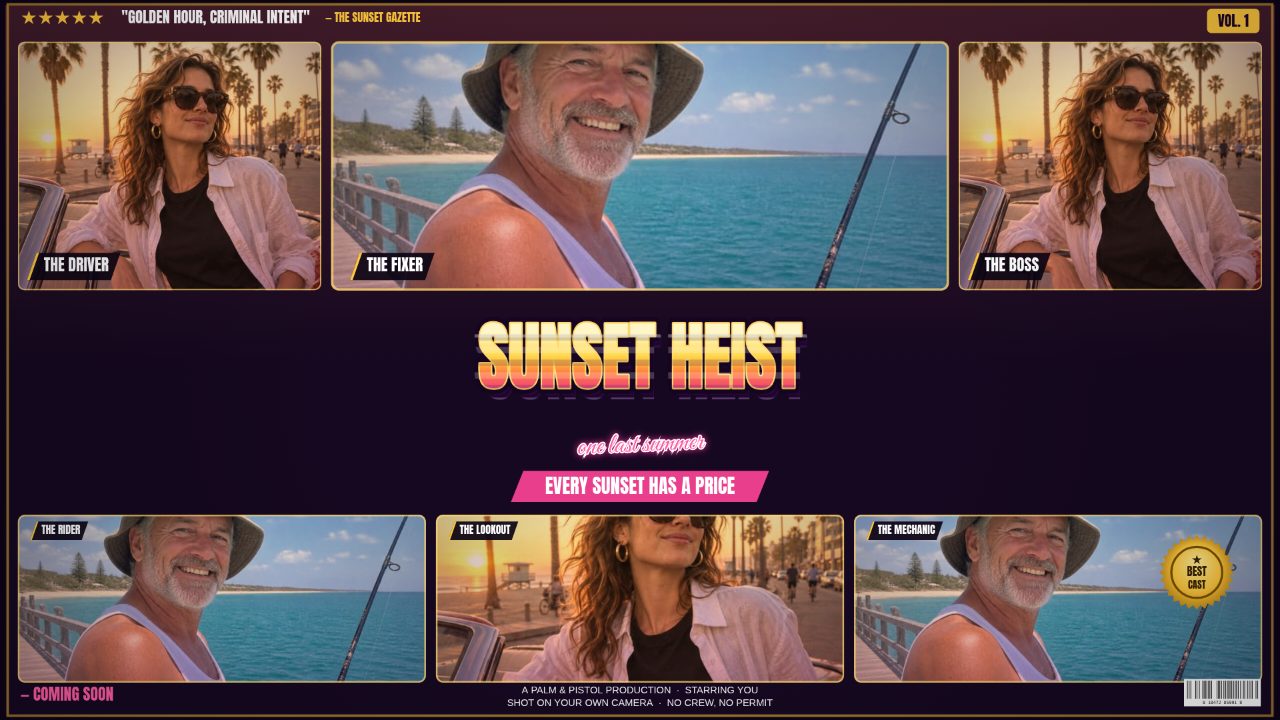 ★★★★★ "GOLDEN HOUR, CRIMINAL INTENT" – THE SUNSET GAZETTE
VOL. 1
THE DRIVER
THE FIXER
THE BOSS
SUNSET HEIST
one last summer
EVERY SUNSET HAS A PRICE
THE RIDER
THE LOOKOUT
THE MECHANIC
★
BEST
CAST
– COMING SOON
A PALM & PISTOL PRODUCTION · STARRING YOU
SHOT ON YOUR OWN CAMERA · NO CREW, NO PERMIT